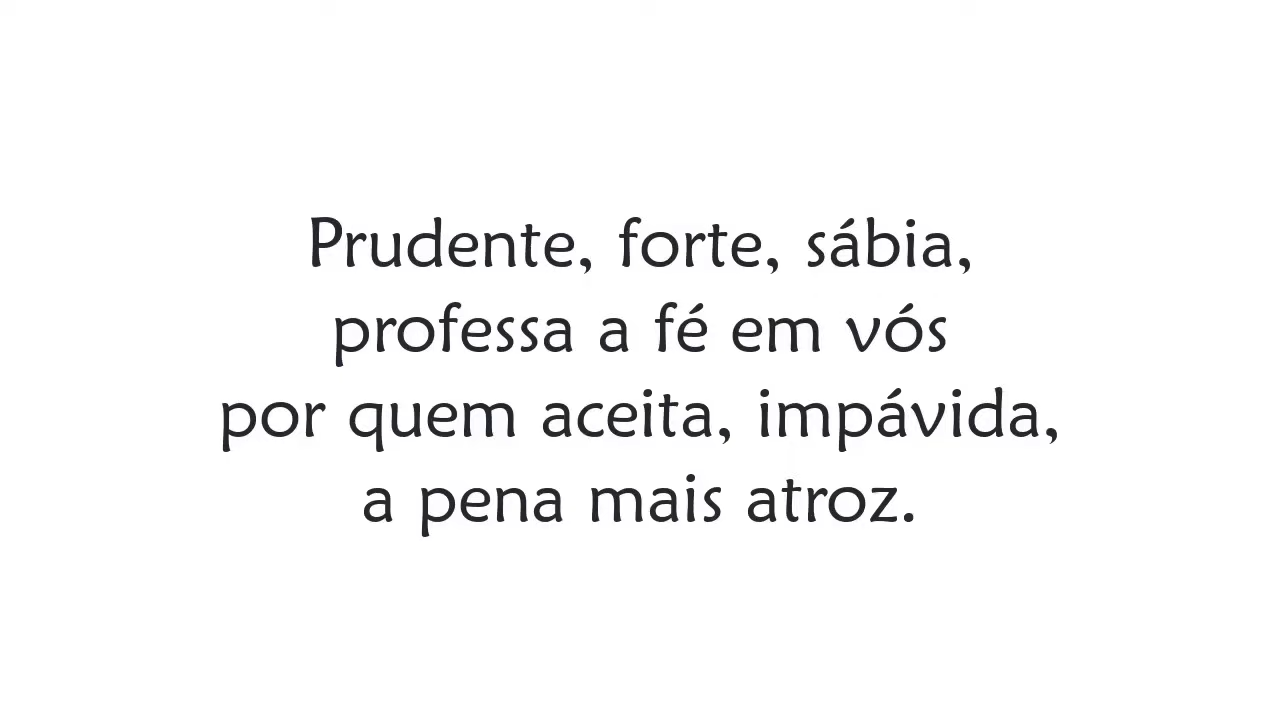 Prudente, forte, sábia,
professa a fé em vós
por quem aceita, impávida,
a pena mais atroz.